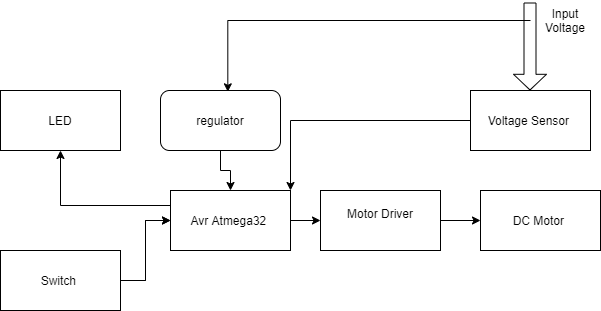 Input
Voltage
LED
regulator
Voltage Sensor
Avr Atmega32
Motor Driver
DC Motor
Switch